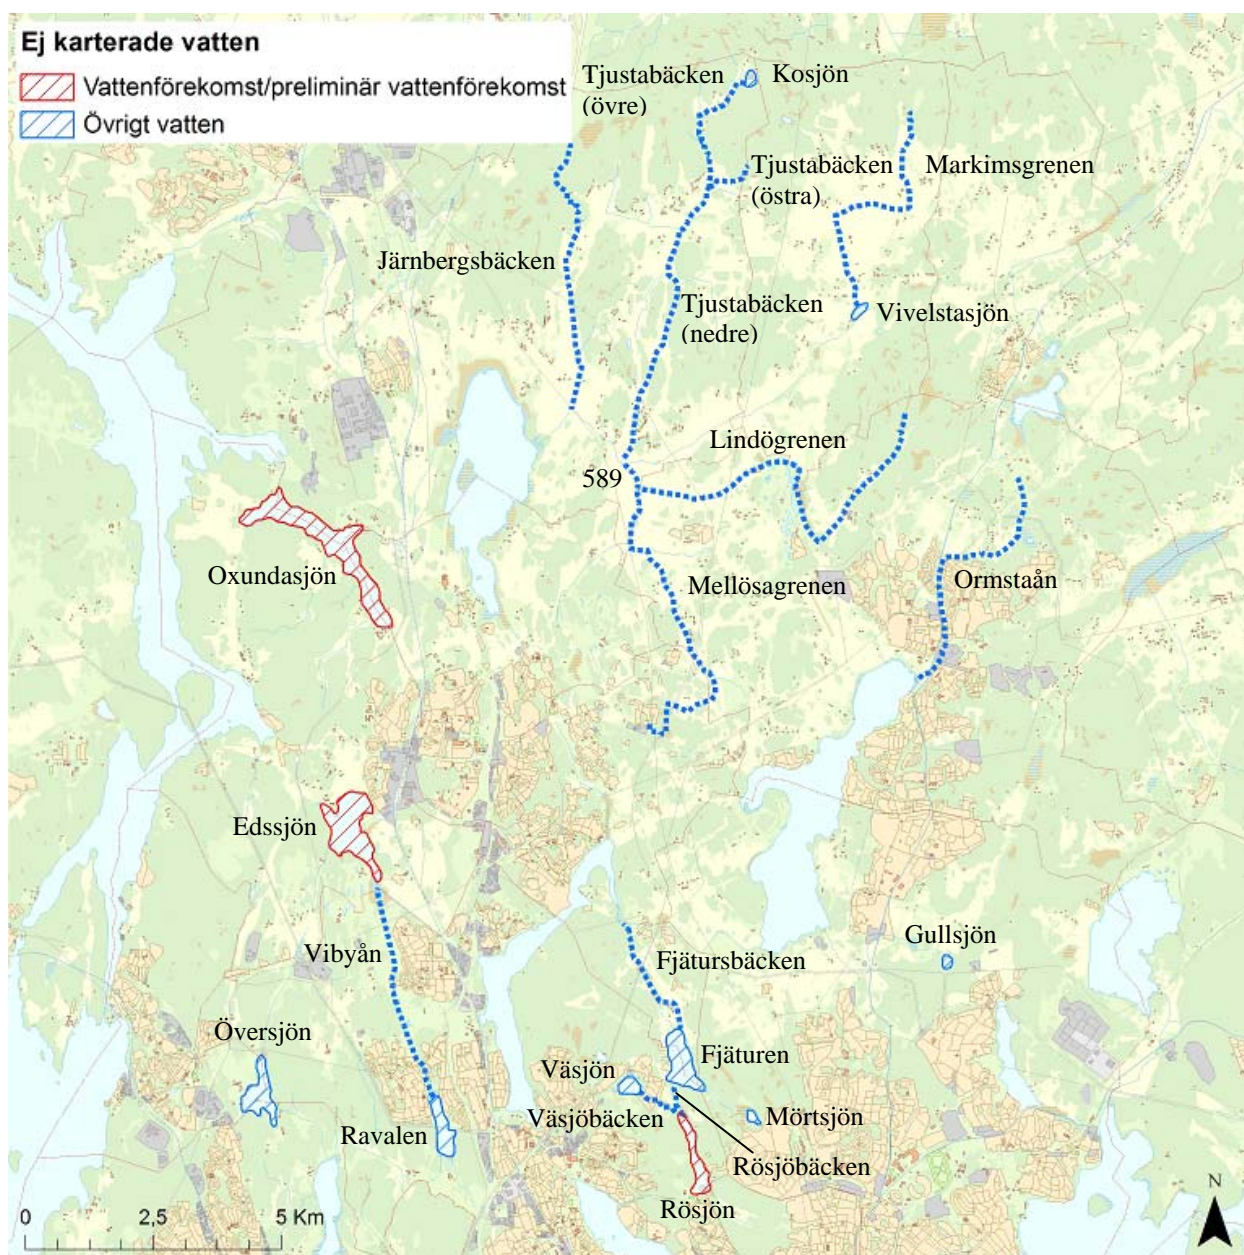 Ej karterade vatten
Vattenförekomst/preliminär vattenförekomst
Övrigt vatten
Tjustabäcken
(övre)
Kosjön
Tjustabäcken
(östra)
Markimsgrenen
Järnbergsbäcken
Tjustabäcken
(nedre)
Vivelstasjön
Lindögrenen
589
Oxundasjön
Mellösagrenen
Ormstaån
Edssjön
Vibyån
Fjätursbäcken
Gullsjön
Översjön
Väsjön
Fjäturen
Väsjöbäcken
Mörtsjön
Ravalen
Rösjöbäcken
Rösjön
N
0 2,5 5 Km